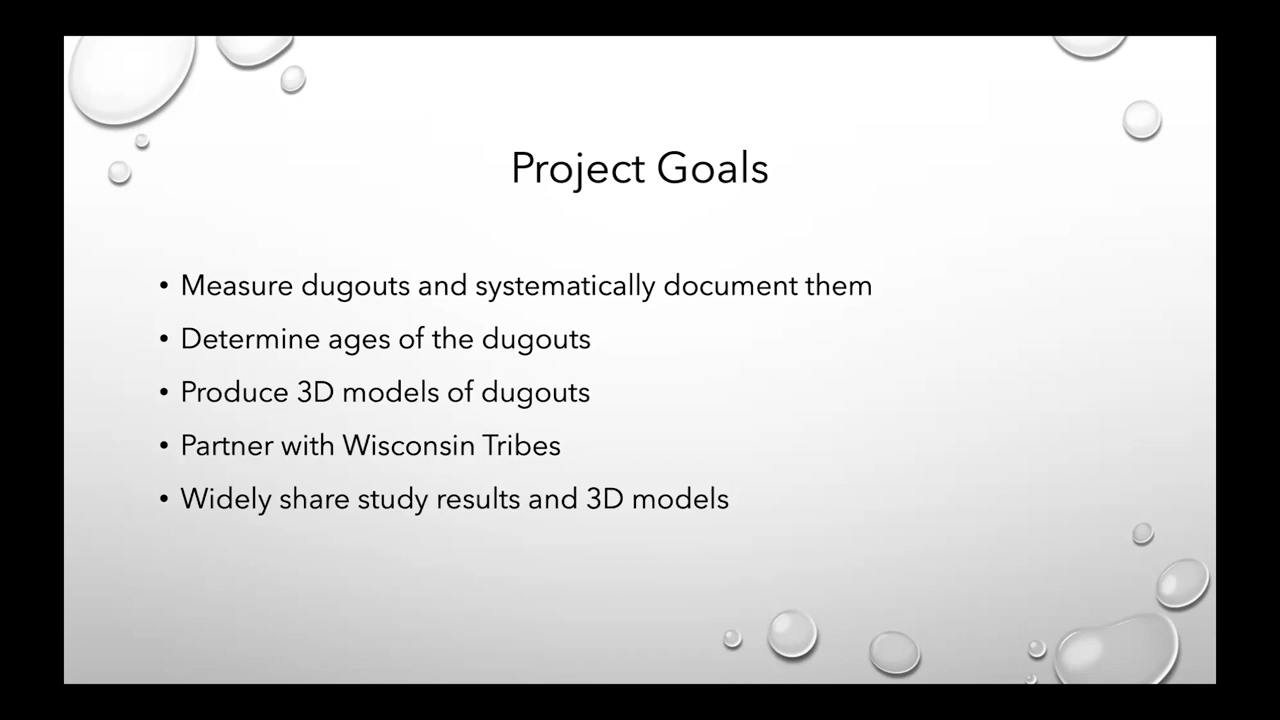 Project Goals
• Measure dugouts and systematically document them
• Determine ages of the dugouts
• Produce 3D models of dugouts
• Partner with Wisconsin Tribes
• Widely share study results and 3D models